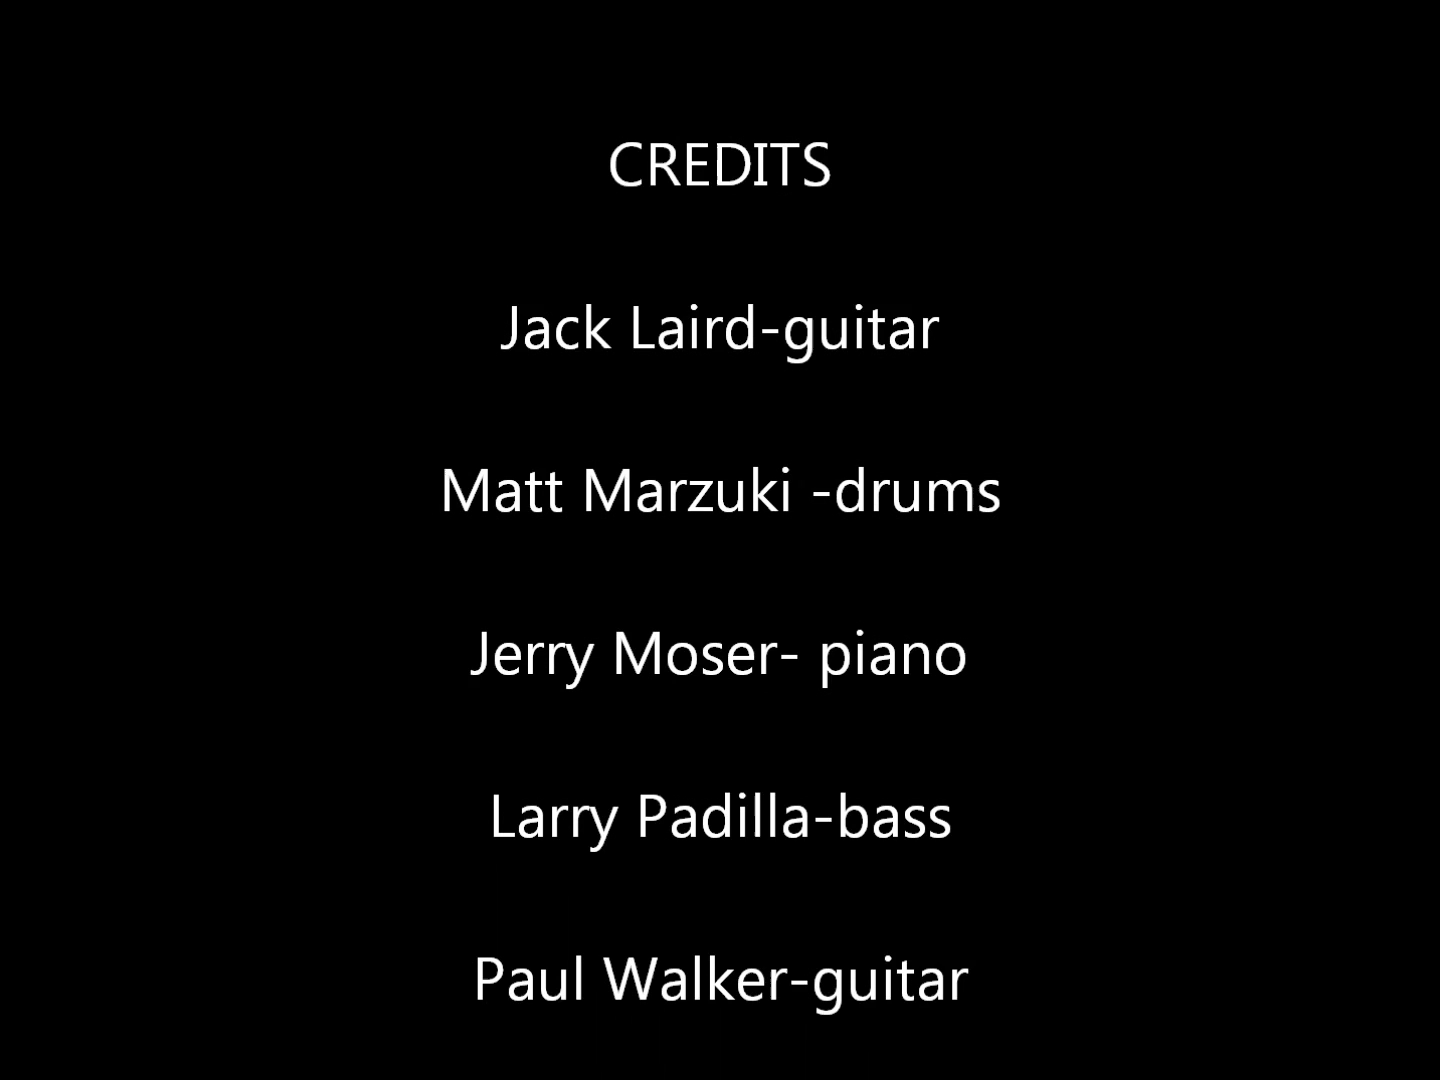 CREDITS
Jack Laird-guitar
Matt Marzuki -drums
Jerry Moser- piano
Larry Padilla-bass
Paul Walker-guitar